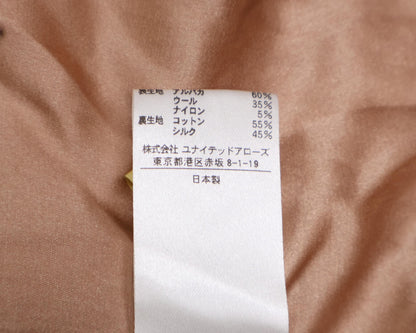 表生地 アルパカ 60%
ウール 35%
ナイロン 5%
裏生地 コットン 55%
シルク 45%
株式会社 ユナイテッドアローズ
東京都港区赤坂 8-1-19
日本製